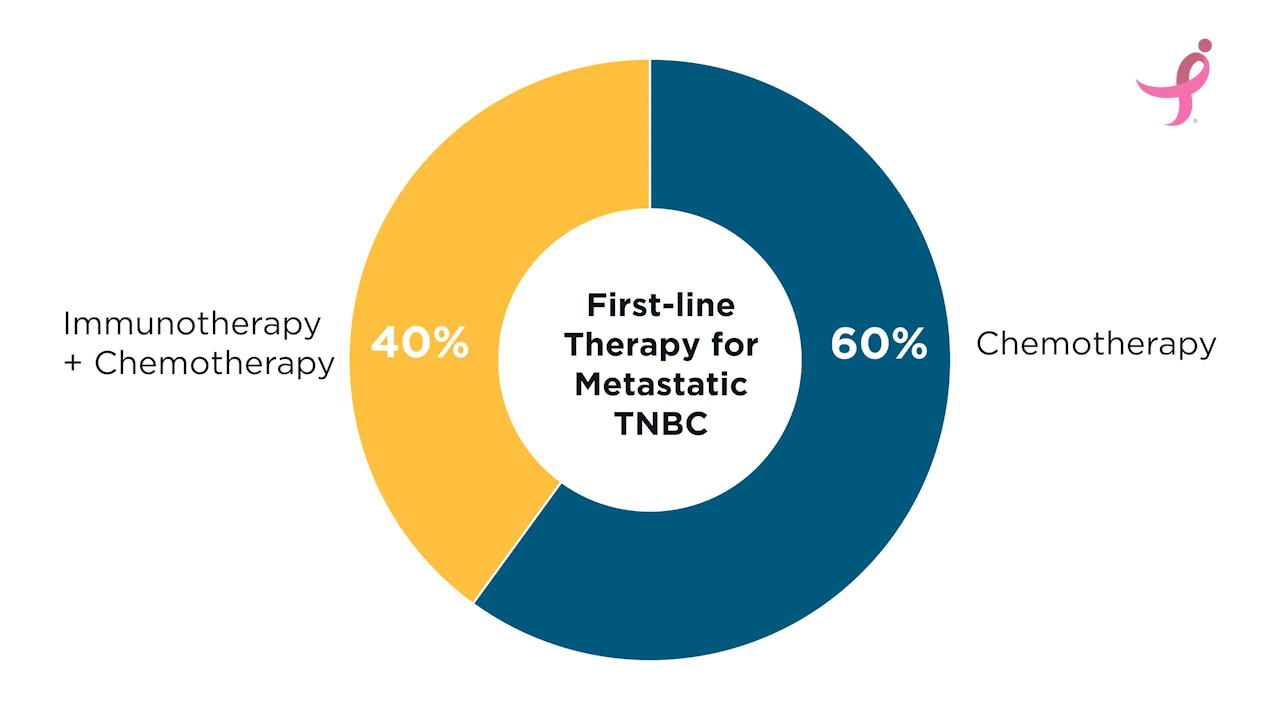 Immunotherapy
+ Chemotherapy
40%
First-line
Therapy for
Metastatic
TNBC
60%
Chemotherapy